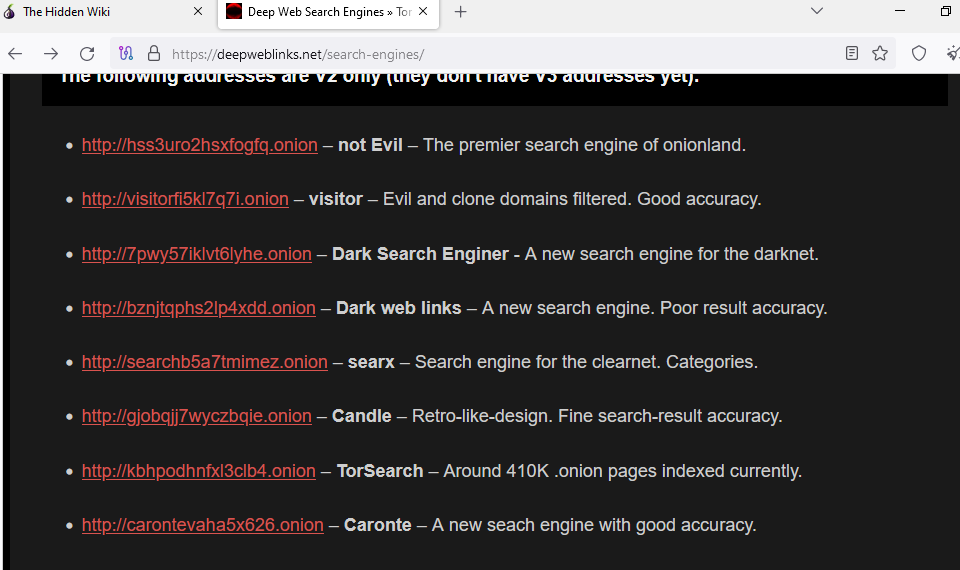 The Hidden Wiki
Deep Web Search Engines » Tor
https://deepweblinks.net/search-engines/
The following addresses are V2 only (they don't have V3 addresses yet):
http://hss3uro2hsxfogfq.onion – not Evil – The premier search engine of onionland.
http://visitorfi5kl7q7i.onion – visitor – Evil and clone domains filtered. Good accuracy.
http://7pwy57iklvt6lyhe.onion – Dark Search Enginer - A new search engine for the darknet.
http://bznjtqphs2lp4xdd.onion – Dark web links – A new search engine. Poor result accuracy.
http://searchb5a7tmimez.onion – searx – Search engine for the clearnet. Categories.
http://gjobqjj7wyczbqie.onion – Candle – Retro-like-design. Fine search-result accuracy.
http://kbhpodhnfxl3clb4.onion – TorSearch – Around 410K .onion pages indexed currently.
http://carontevaha5x626.onion – Caronte – A new seach engine with good accuracy.